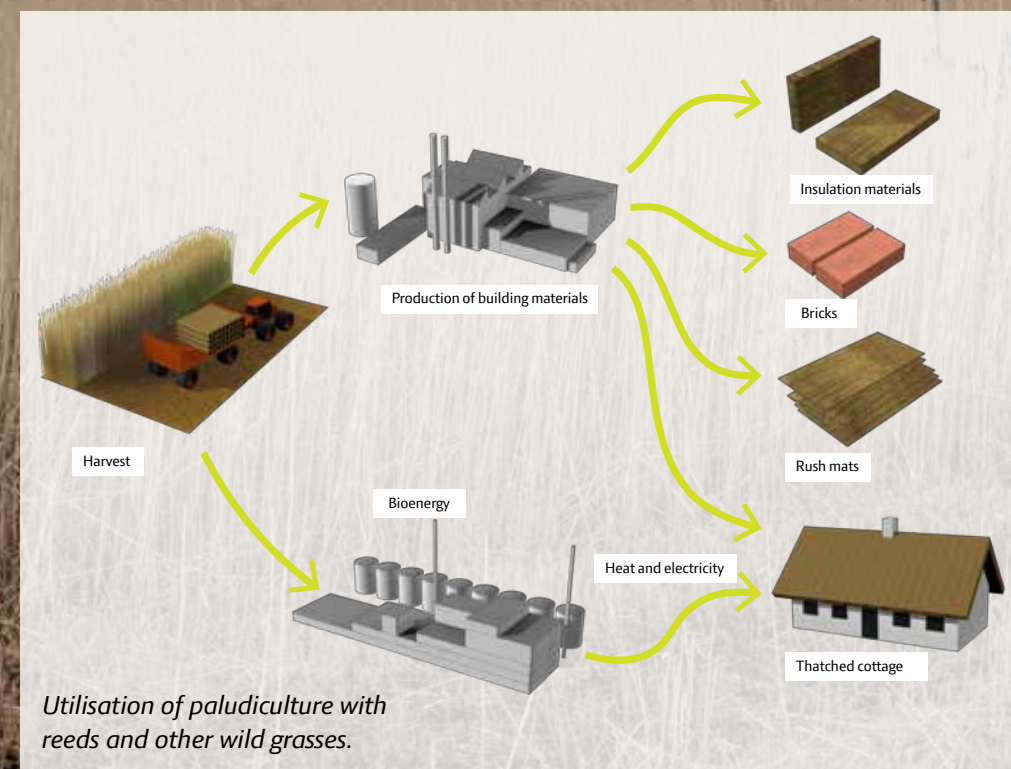 Insulation materials
Production of building materials
Bricks
Harvest
Rush mats
Bioenergy
Heat and electricity
Thatched cottage
Utilisation of paludiculture with
reeds and other wild grasses.